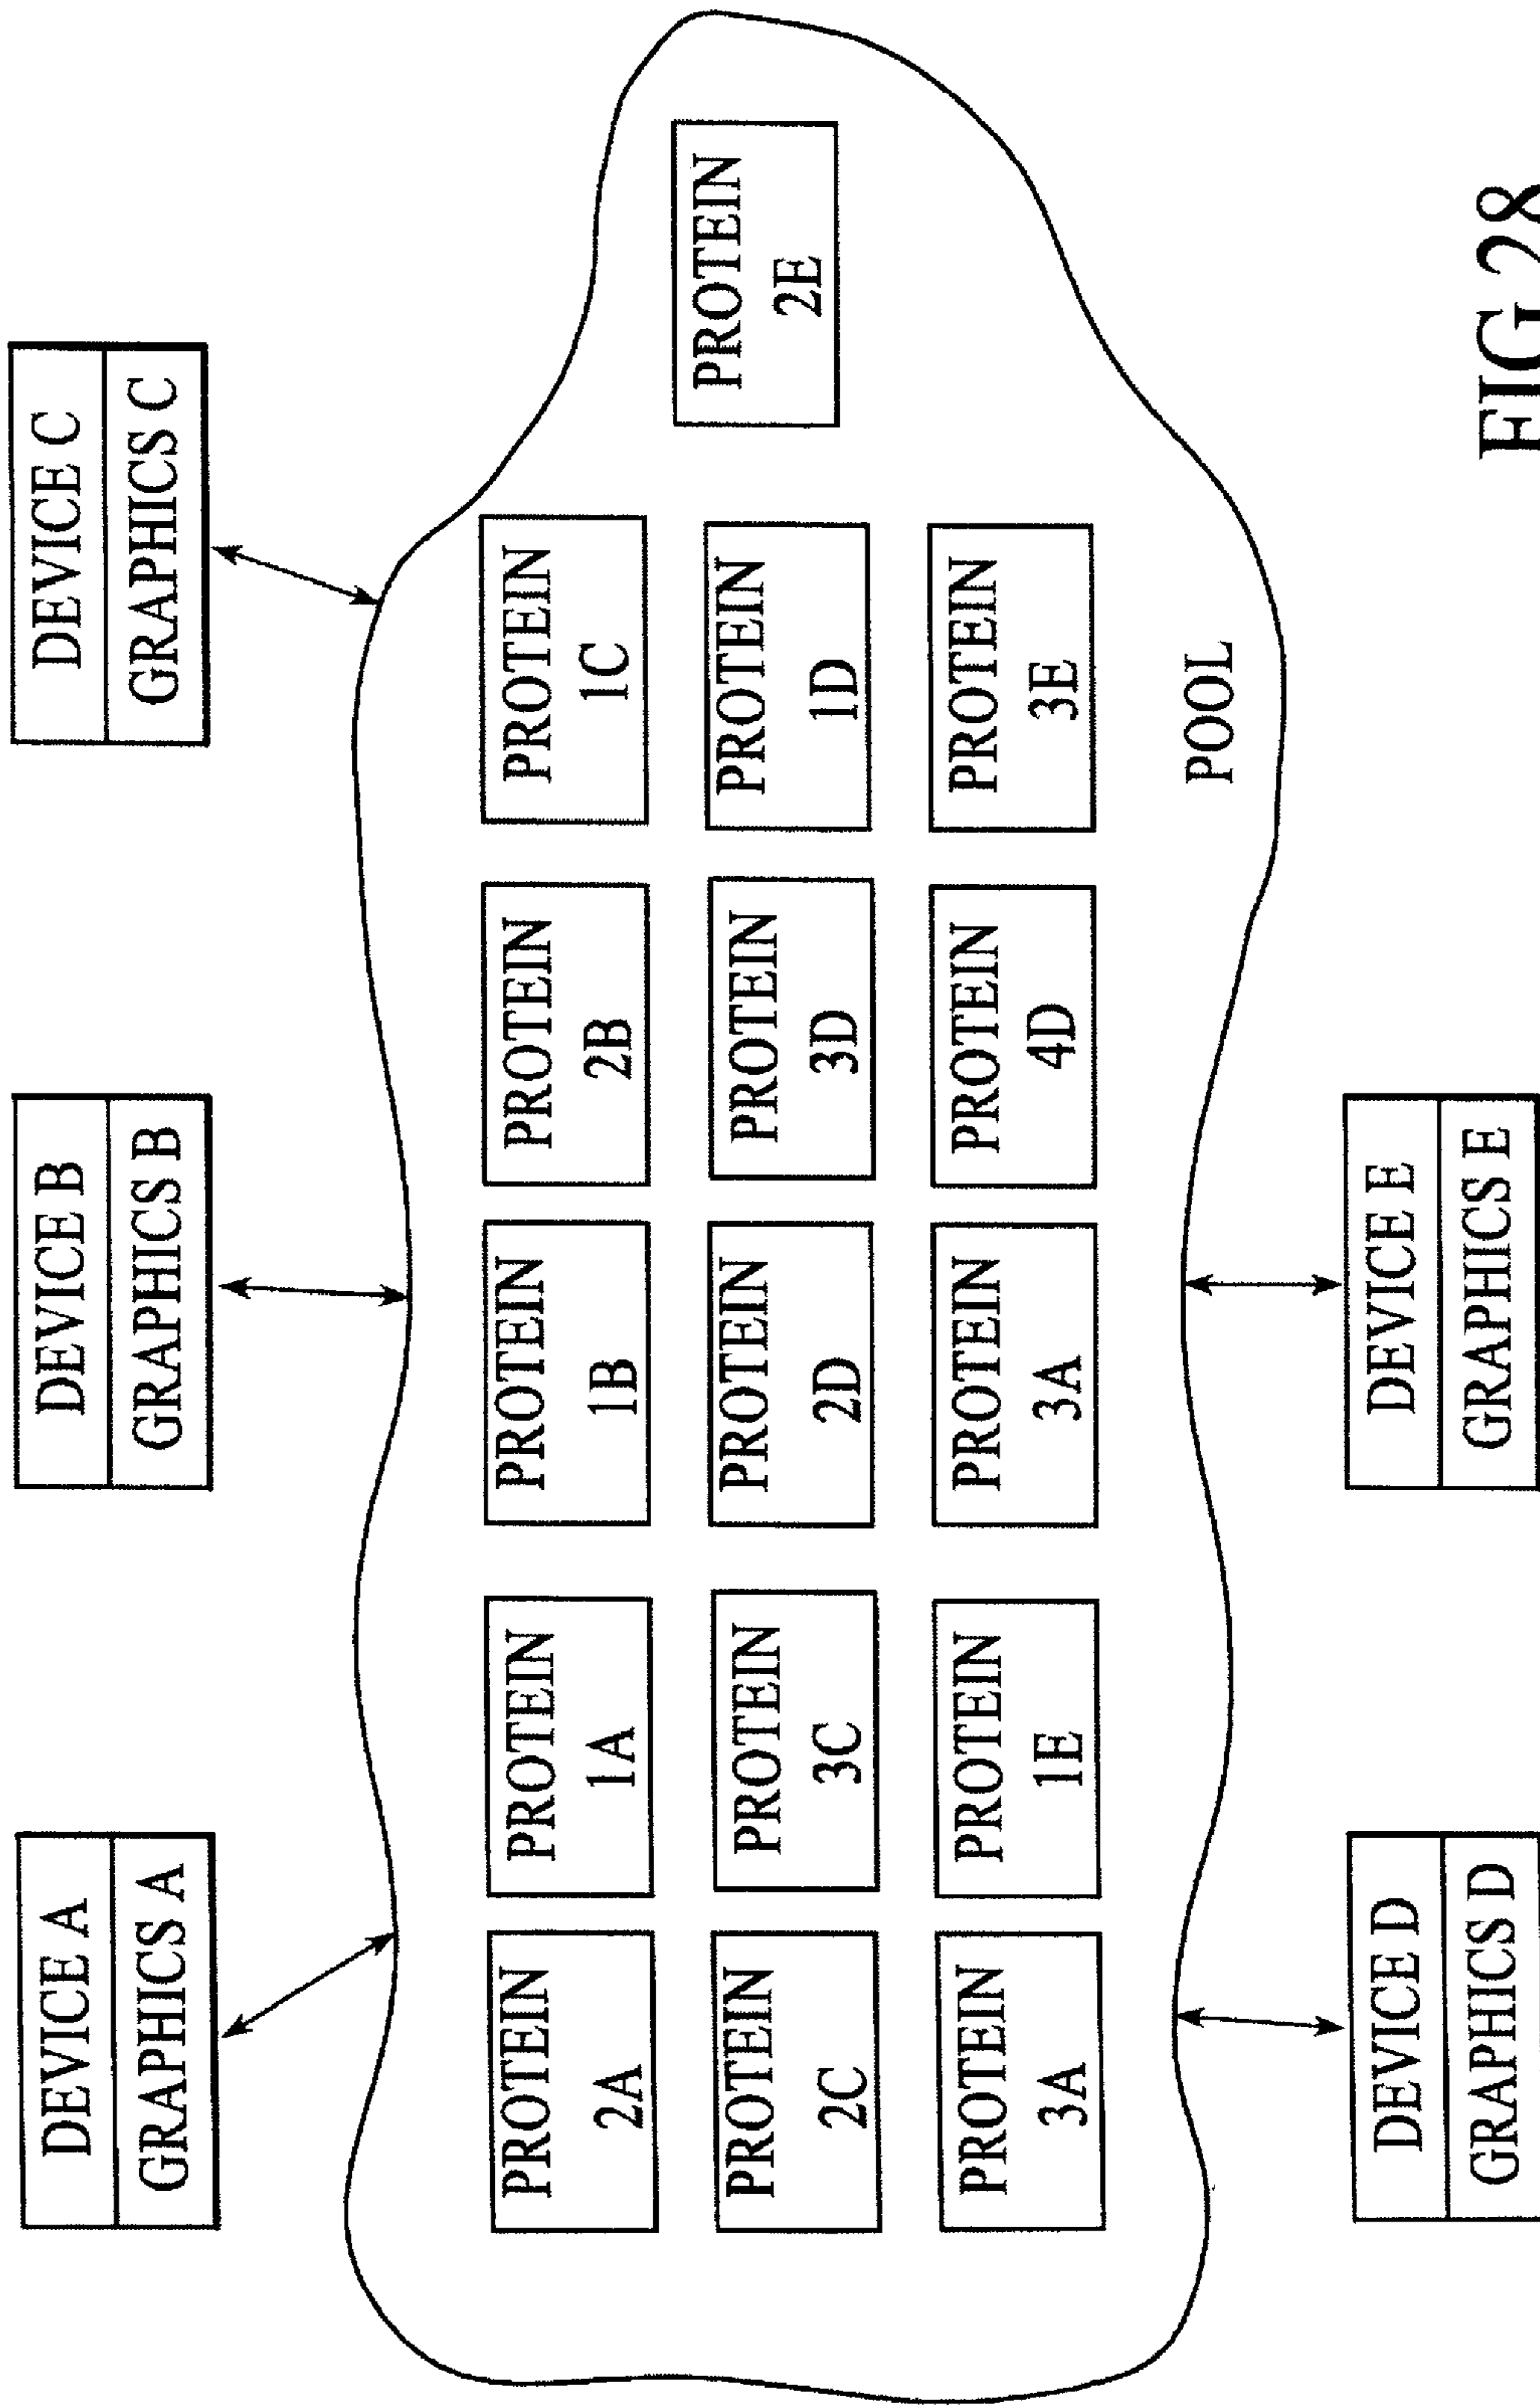 DEVICE A
GRAPHICS A
DEVICE B
GRAPHICS B
DEVICE C
GRAPHICS C
PROTEIN
2A
PROTEIN
1A
PROTEIN
1B
PROTEIN
2B
PROTEIN
1C
PROTEIN
2E
PROTEIN
2C
PROTEIN
3C
PROTEIN
2D
PROTEIN
3D
PROTEIN
1D
PROTEIN
3A
PROTEIN
1E
PROTEIN
3A
PROTEIN
4D
PROTEIN
3E
POOL
DEVICE D
GRAPHICS D
DEVICE E
GRAPHICS E
FIG.28